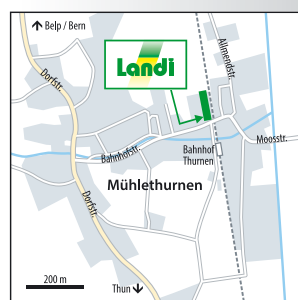 ↑ Belp / Bern
Allmendstr.
Landi
Dorfstr.
Moosstr.
Bahnhofstr.
Bahnhof
Thurnen
Mühlethurnen
Dorfstr.
200 m
Thun ↓